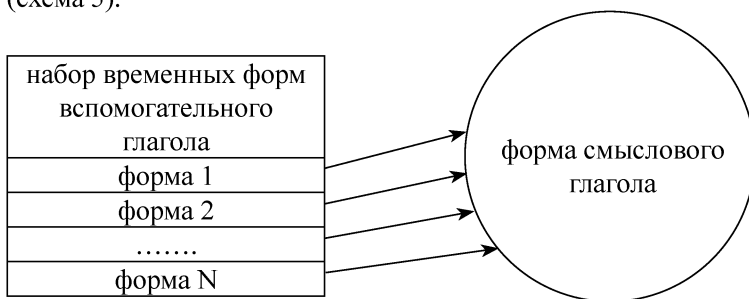 (схема 5).
набор временных форм
вспомогательного
глагола
форма 1
форма 2
…….
форма N
форма смыслового
глагола